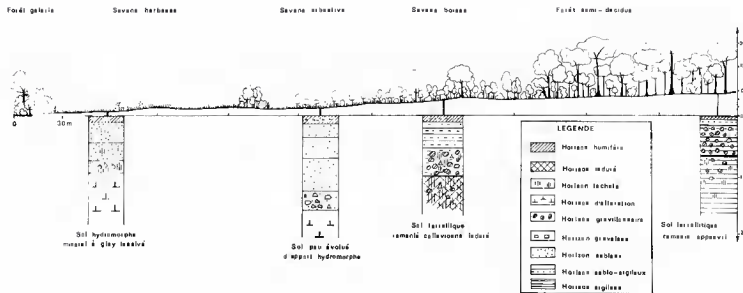 Forêt galerie
Savane herbeuse
Savane arbustive
Savane boisée
Forêt semi-décidue
0
30m
Sol hydromorphe
minéral à gley lessivé
Sol peu évolué
d'apport hydromorphe
Sol ferrallitique
remanié colluvionné induré
Sol ferrallitique
remanié appauvri
LEGENDE
Horizon humifère
Horizon induré
Horizon tacheté
Horizon d'altération
Horizon gravillonnaire
Horizon graveleux
Horizon sableux
Horizon sablo-argileux
Horizon argileux